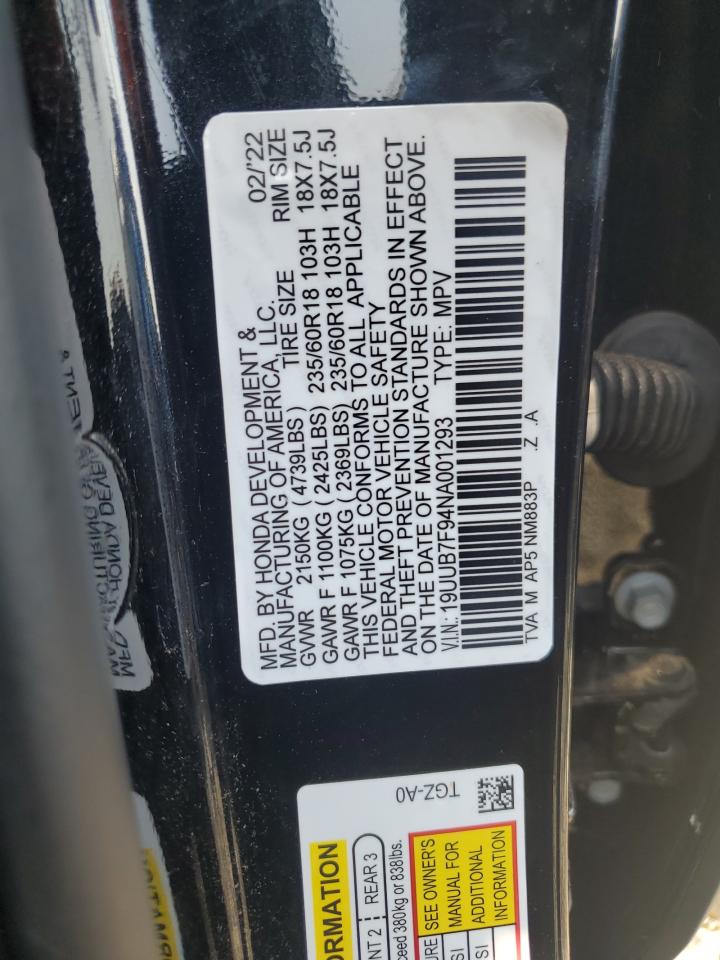 MFD. BY HONDA DEVELOPMENT &
MANUFACTURING OF AMERICA, LLC. 02/'22
GVWR 2150KG (4739LBS) TIRE SIZE RIM SIZE
GAWR F 1100KG (2425LBS) 235/60R18 103H 18X7.5J
GAWR F 1075KG (2369LBS) 235/60R18 103H 18X7.5J
THIS VEHICLE CONFORMS TO ALL APPLICABLE
FEDERAL MOTOR VEHICLE SAFETY
AND THEFT PREVENTION STANDARDS IN EFFECT
ON THE DATE OF MANUFACTURE SHOWN ABOVE.
V.I.N.: 19UUB7F94NA001293 TYPE: MPV
TVA M AP5 NM883P .Z .A
TGZ-A0
ORMATION
NT 2 REAR 3
ceed 380kg or 838lbs.
URE SEE OWNER'S
SI MANUAL FOR
SI ADDITIONAL
INFORMATION